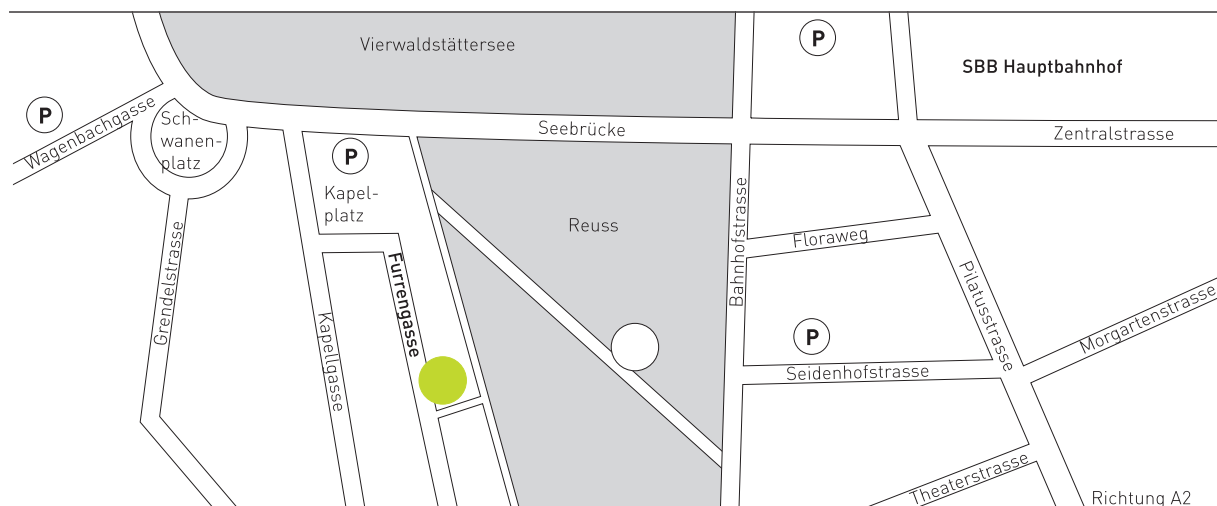 Vierwaldstättersee
P
SBB Hauptbahnhof
P
Wagenbachgasse
Sch-
wanen-
platz
Seebrücke
Zentralstrasse
P
Kapel-
platz
Reuss
Bahnhofstrasse
Floraweg
Grendelstrasse
Furrengasse
Kapellgasse
Pilatusstrasse
Morgartenstrasse
P
Seidenhofstrasse
Theaterstrasse
Richtung A2